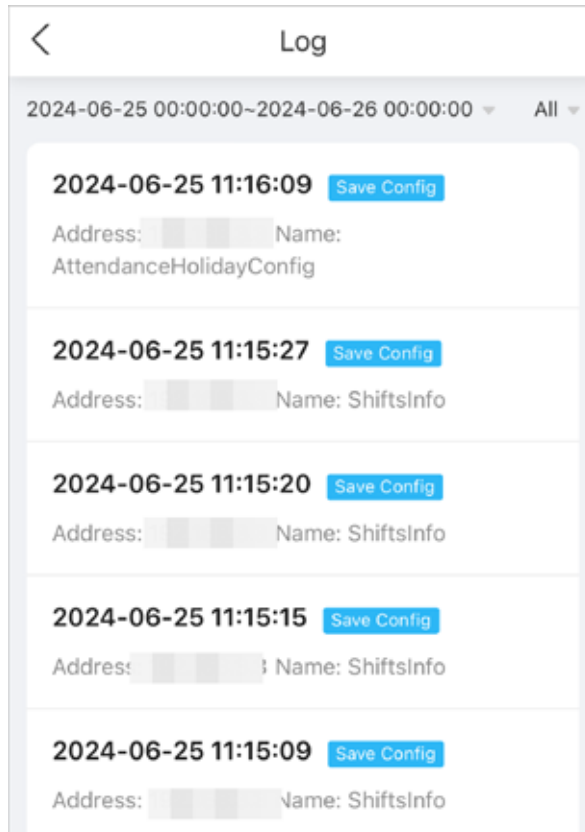 Log
2024-06-25 00:00:00~2024-06-26 00:00:00 All
2024-06-25 11:16:09 Save Config
Address: Name:
AttendanceHolidayConfig
2024-06-25 11:15:27 Save Config
Address: Name: ShiftsInfo
2024-06-25 11:15:20 Save Config
Address: Name: ShiftsInfo
2024-06-25 11:15:15 Save Config
Address Name: ShiftsInfo
2024-06-25 11:15:09 Save Config
Address: Name: ShiftsInfo